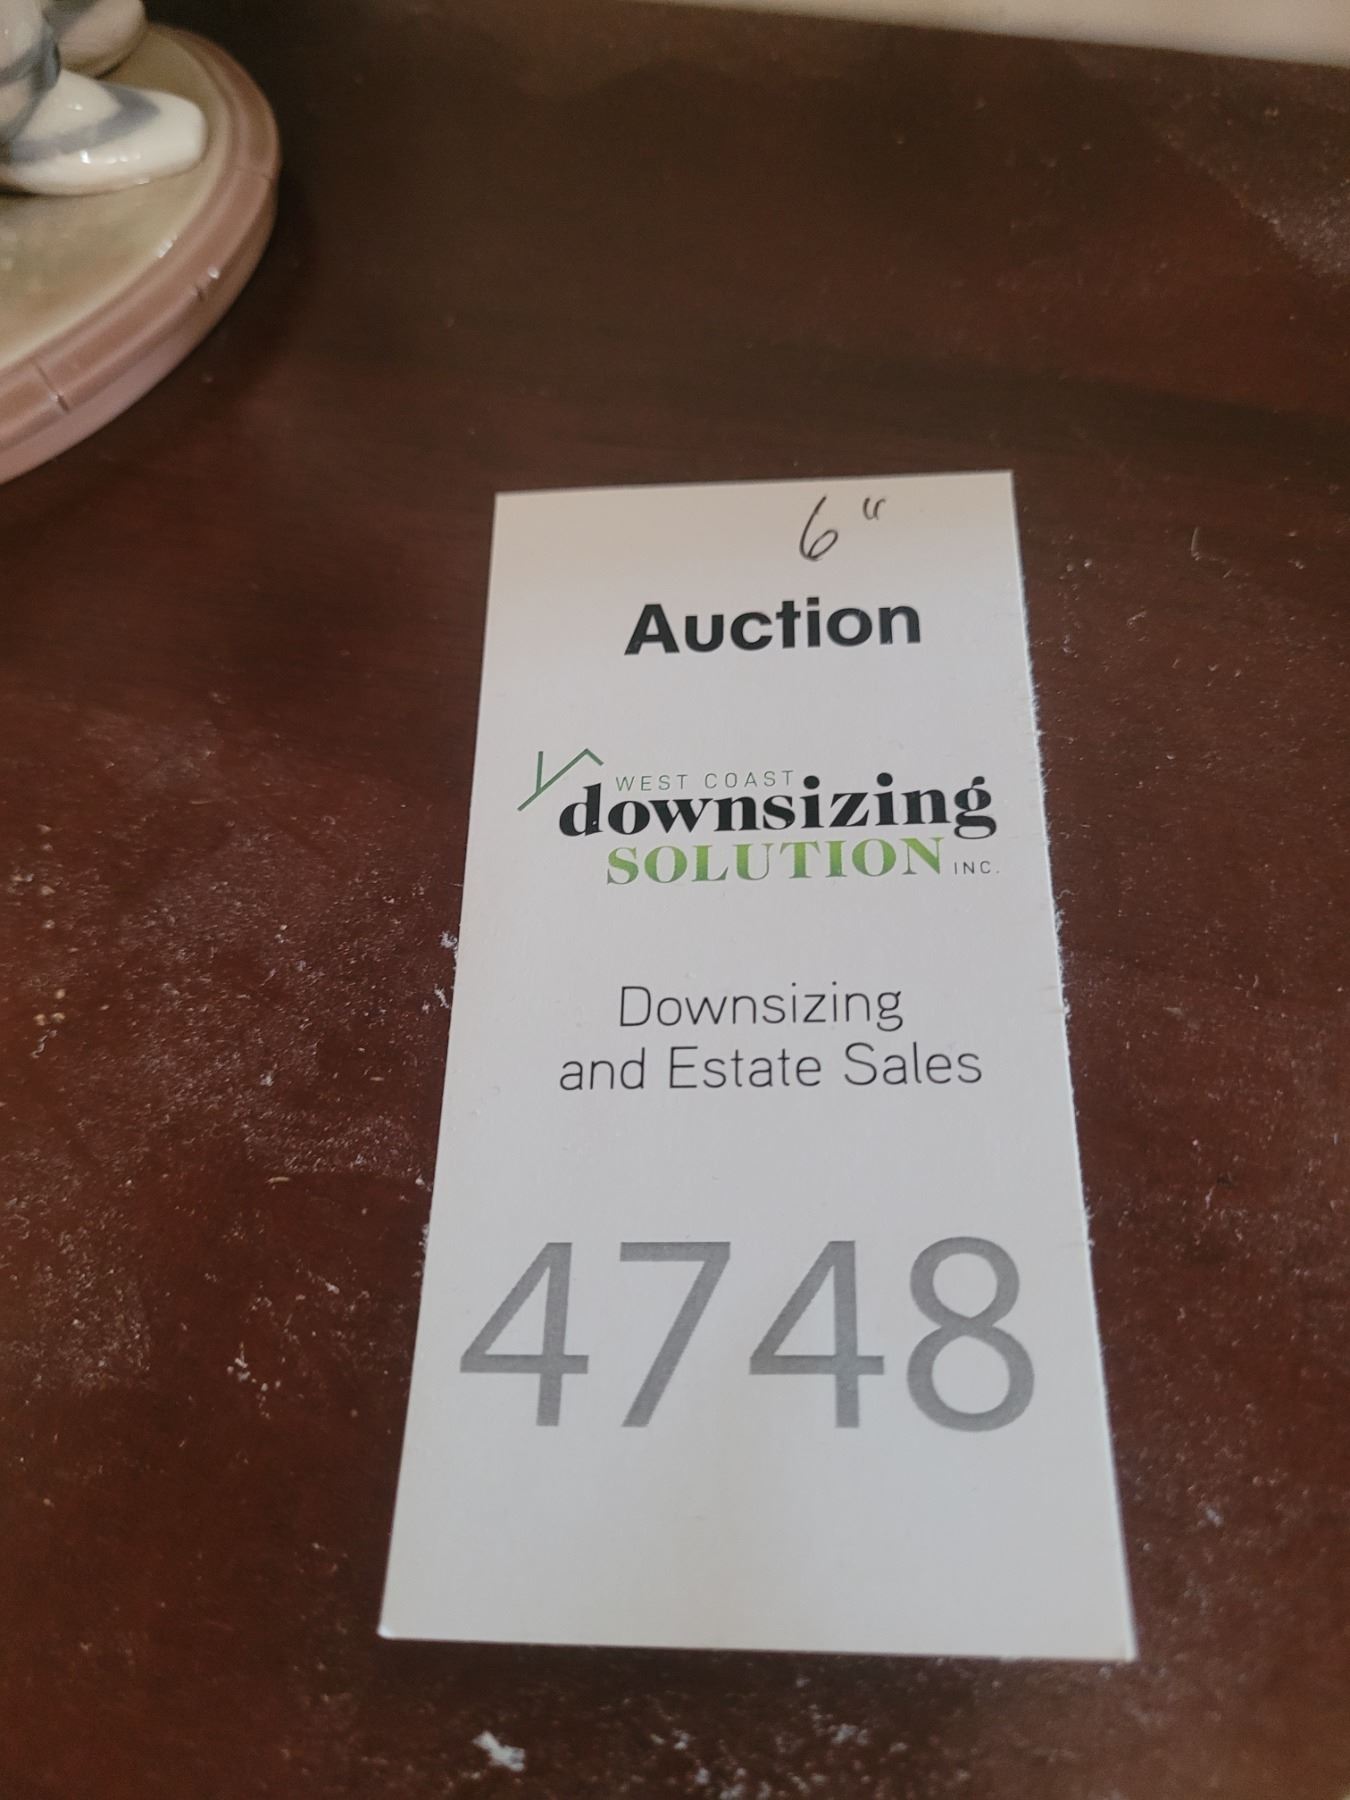 6"
Auction
WEST COAST
downsizing
SOLUTION INC.
Downsizing
and Estate Sales
4748